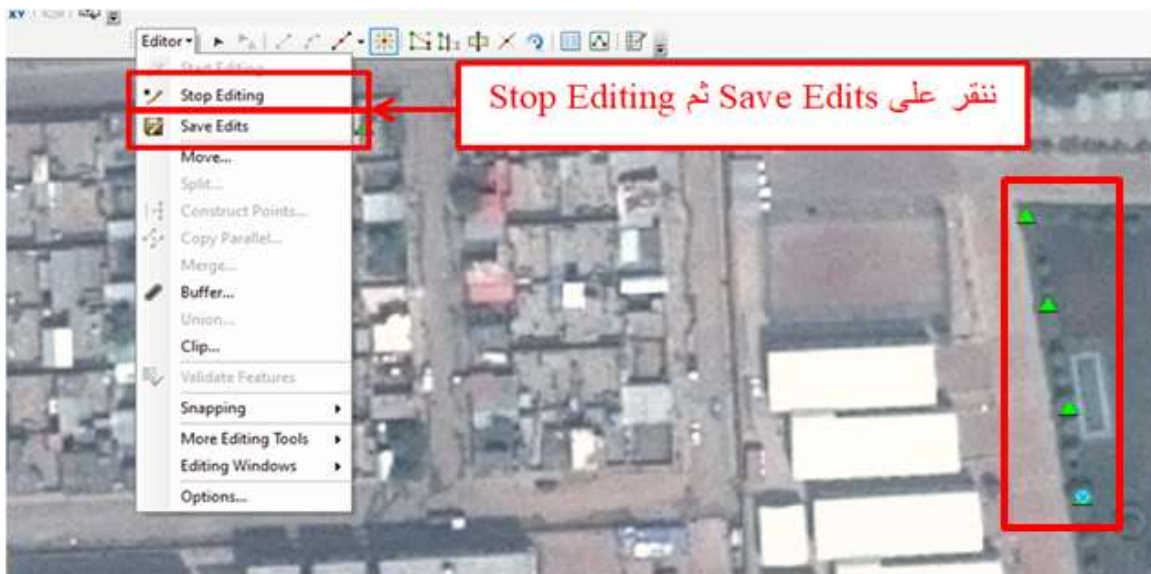 XY
Editor
Start Editing
Stop Editing
Save Edits
Move...
Split...
Construct Points...
Copy Parallel...
Merge...
Buffer...
Union...
Clip...
Validate Features
Snapping
More Editing Tools
Editing Windows
Options...
ننقر على Save Edits ثم Stop Editing